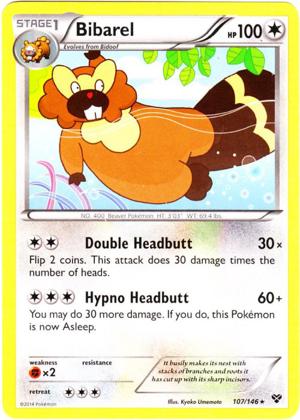 STAGE1
Bibarel
HP100
Evolves from Bidoof
NO. 400 Beaver Pokémon HT: 3'03" WT: 69.4 lbs.
Double Headbutt 30×
Flip 2 coins. This attack does 30 damage times the
number of heads.
Hypno Headbutt 60+
You may do 30 more damage. If you do, this Pokémon
is now Asleep.
weakness resistance
×2
retreat
It busily makes its nest with
stacks of branches and roots it
has cut up with its sharp incisors.
©2014 Pokémon
Illus. Kyoko Umemoto
107/146 ★
XY